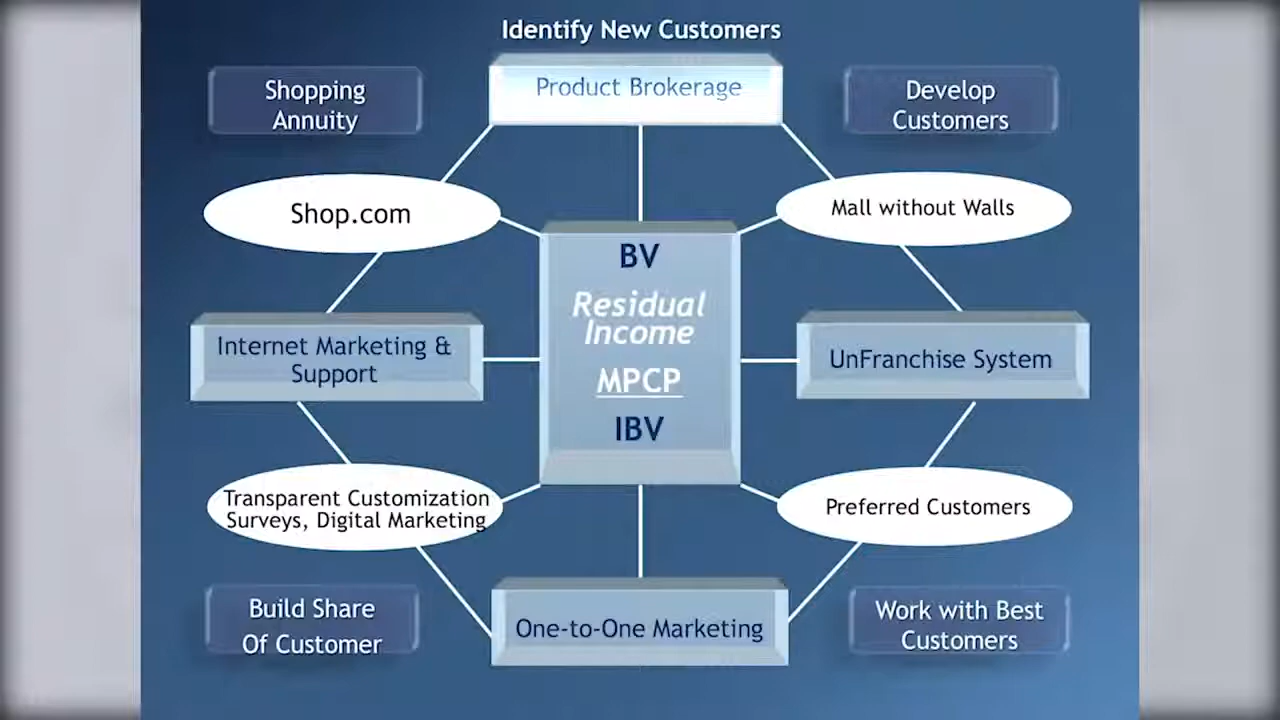 Identify New Customers
Shopping
Annuity
Product Brokerage
Develop
Customers
Shop.com
Mall without Walls
BV
Residual
Income
MPCP
IBV
Internet Marketing &
Support
UnFranchise System
Transparent Customization
Surveys, Digital Marketing
Preferred Customers
Build Share
Of Customer
One-to-One Marketing
Work with Best
Customers